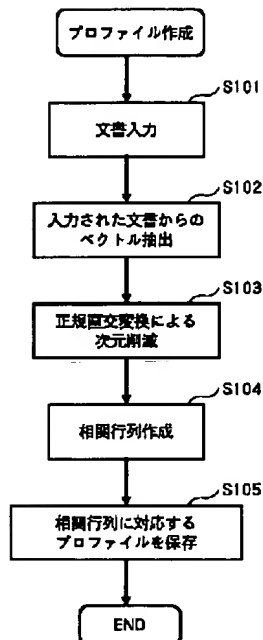 プロファイル作成
S101
文書入力
S102
入力された文書からの
ベクトル抽出
S103
正規直交変換による
次元削減
S104
相関行列作成
S105
相関行列に対応する
プロファイルを保存
END